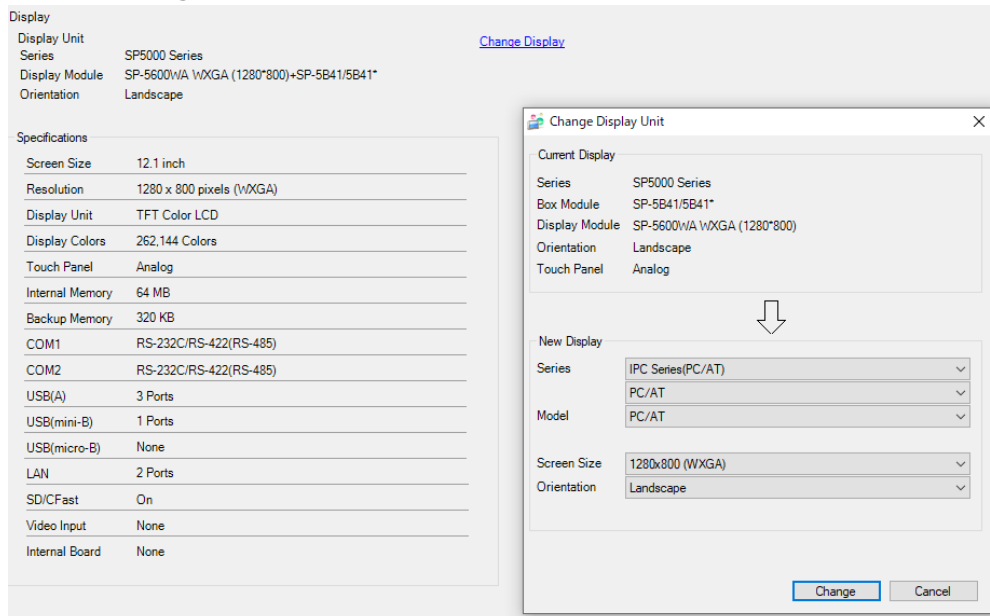 Display
Display Unit
Series SP5000 Series
Display Module SP-5600WA WXGA (1280*800)+SP-5B41/5B41*
Orientation Landscape
Change Display
Specifications
Screen Size 12.1 inch
Resolution 1280 x 800 pixels (WXGA)
Display Unit TFT Color LCD
Display Colors 262,144 Colors
Touch Panel Analog
Internal Memory 64 MB
Backup Memory 320 KB
COM1 RS-232C/RS-422(RS-485)
COM2 RS-232C/RS-422(RS-485)
USB(A) 3 Ports
USB(mini-B) 1 Ports
USB(micro-B) None
LAN 2 Ports
SD/CFast On
Video Input None
Internal Board None
Change Display Unit
Current Display
Series SP5000 Series
Box Module SP-5B41/5B41*
Display Module SP-5600WA WXGA (1280*800)
Orientation Landscape
Touch Panel Analog
New Display
Series IPC Series(PC/AT)
PC/AT
Model PC/AT
Screen Size 1280x800 (WXGA)
Orientation Landscape
Change Cancel